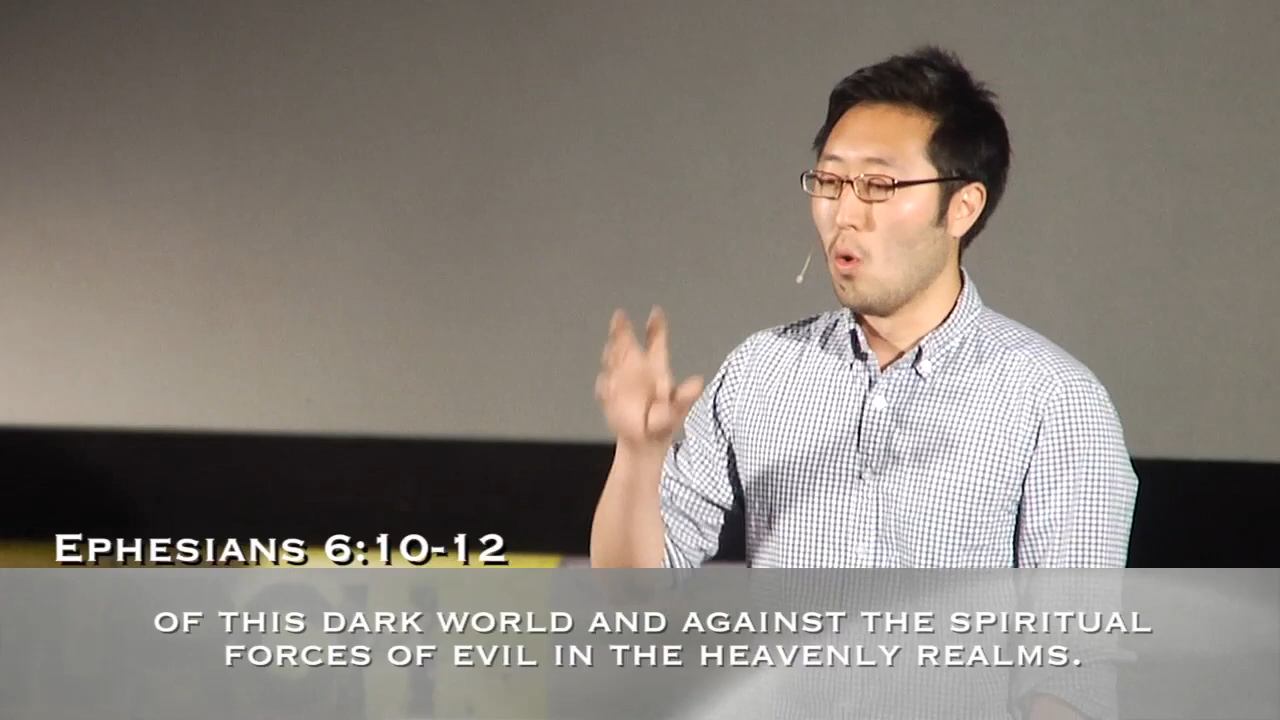 Ephesians 6:10-12
of this dark world and against the spiritual
forces of evil in the heavenly realms.